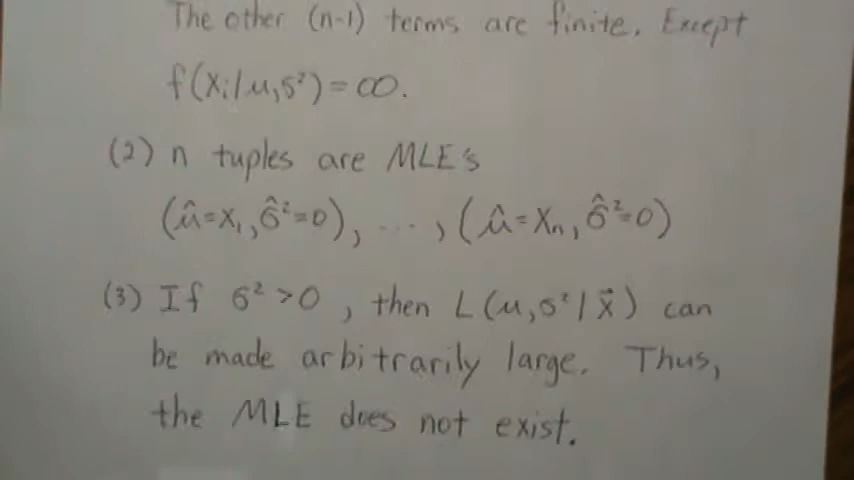 The other (n-1) terms are finite. Except
f(xᵢ|μ,σ²)=∞.
(2) n tuples are MLE's
(μ̂=x₁,σ̂²=0), ... ,(μ̂=xₙ,σ̂²=0)
(3) If σ²>0, then L(μ,σ²|x⃗) can
be made arbitrarily large. Thus,
the MLE does not exist.